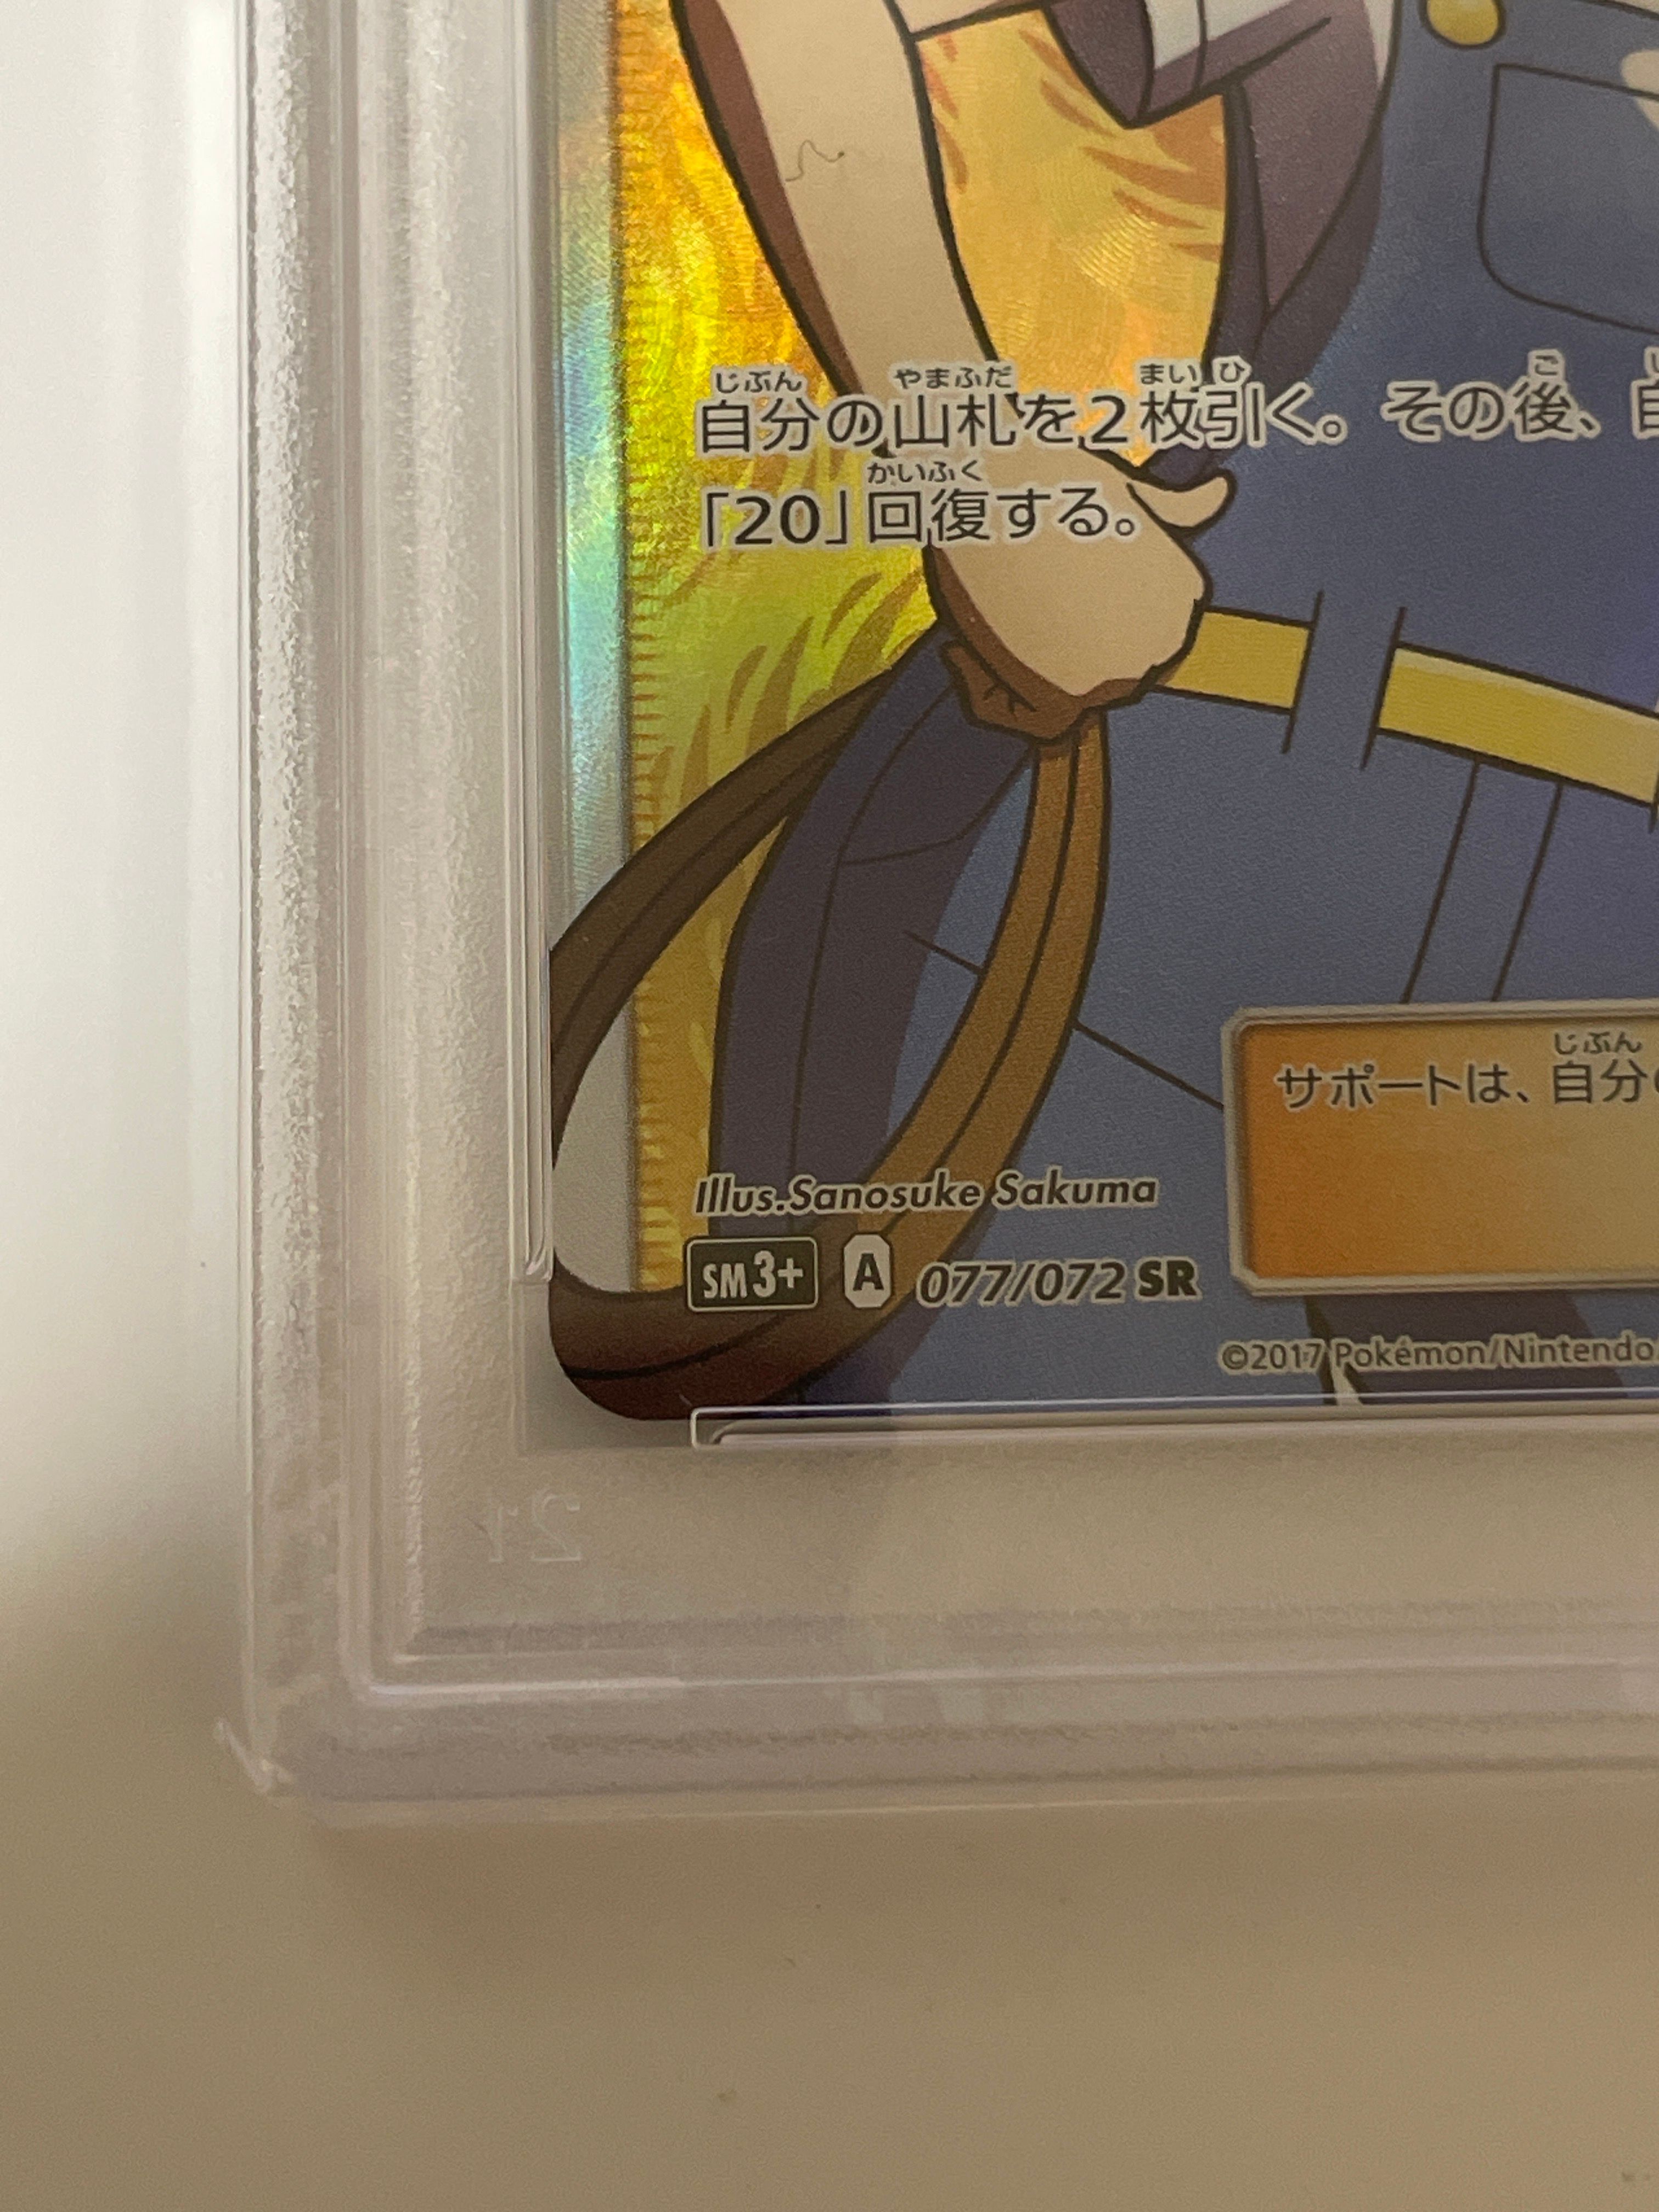 じぶん やまふだ まい ひ ご
自分の山札を2枚引く。その後、自
かいふく
「20」回復する。
じぶん
サポートは、自分の
Illus.Sanosuke Sakuma
SM3+ A 077/072 SR
©2017 Pokémon/Nintendo
21